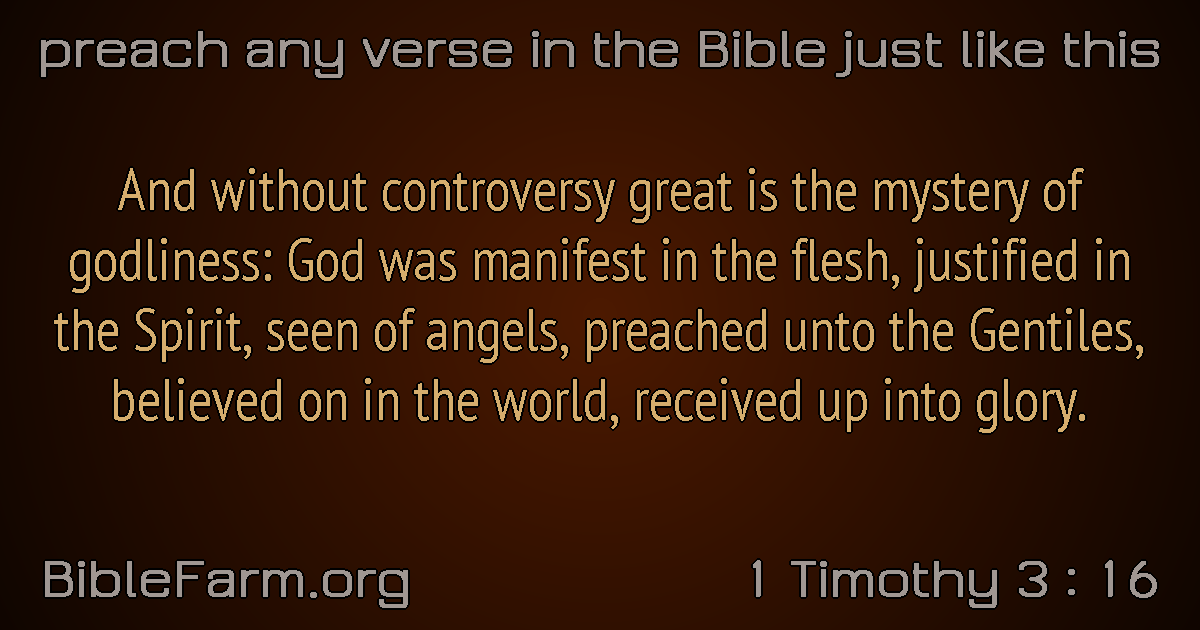 preach any verse in the Bible just like this
And without controversy great is the mystery of
godliness: God was manifest in the flesh, justified in
the Spirit, seen of angels, preached unto the Gentiles,
believed on in the world, received up into glory.
BibleFarm.org
1 Timothy 3 : 16